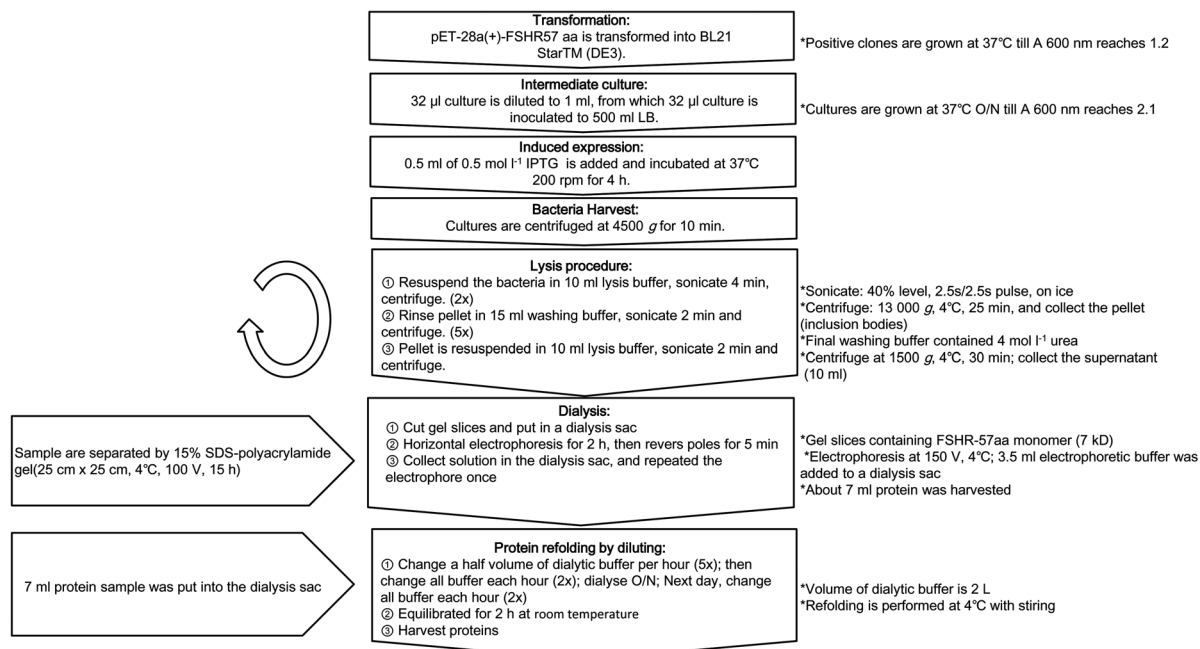 Transformation:
pET-28a(+)-FSHR57 aa is transformed into BL21
StarTM (DE3).
*Positive clones are grown at 37℃ till A 600 nm reaches 1.2
Intermediate culture:
32 µl culture is diluted to 1 ml, from which 32 µl culture is
inoculated to 500 ml LB.
*Cultures are grown at 37℃ O/N till A 600 nm reaches 2.1
Induced expression:
0.5 ml of 0.5 mol l⁻¹ IPTG is added and incubated at 37℃
200 rpm for 4 h.
Bacteria Harvest:
Cultures are centrifuged at 4500 g for 10 min.
Lysis procedure:
① Resuspend the bacteria in 10 ml lysis buffer, sonicate 4 min,
centrifuge. (2x)
② Rinse pellet in 15 ml washing buffer, sonicate 2 min and
centrifuge. (5x)
③ Pellet is resuspended in 10 ml lysis buffer, sonicate 2 min and
centrifuge.
*Sonicate: 40% level, 2.5s/2.5s pulse, on ice
*Centrifuge: 13 000 g, 4℃, 25 min, and collect the pellet
(inclusion bodies)
*Final washing buffer contained 4 mol l⁻¹ urea
*Centrifuge at 1500 g, 4℃, 30 min; collect the supernatant
(10 ml)
Sample are separated by 15% SDS-polyacrylamide
gel(25 cm x 25 cm, 4℃, 100 V, 15 h)
Dialysis:
① Cut gel slices and put in a dialysis sac
② Horizontal electrophoresis for 2 h, then revers poles for 5 min
③ Collect solution in the dialysis sac, and repeated the
electrophore once
*Gel slices containing FSHR-57aa monomer (7 kD)
*Electrophoresis at 150 V, 4℃; 3.5 ml electrophoretic buffer was
added to a dialysis sac
*About 7 ml protein was harvested
7 ml protein sample was put into the dialysis sac
Protein refolding by diluting:
① Change a half volume of dialytic buffer per hour (5x); then
change all buffer each hour (2x); dialyse O/N; Next day, change
all buffer each hour (2x)
② Equilibrated for 2 h at room temperature
③ Harvest proteins
*Volume of dialytic buffer is 2 L
*Refolding is performed at 4℃ with stiring